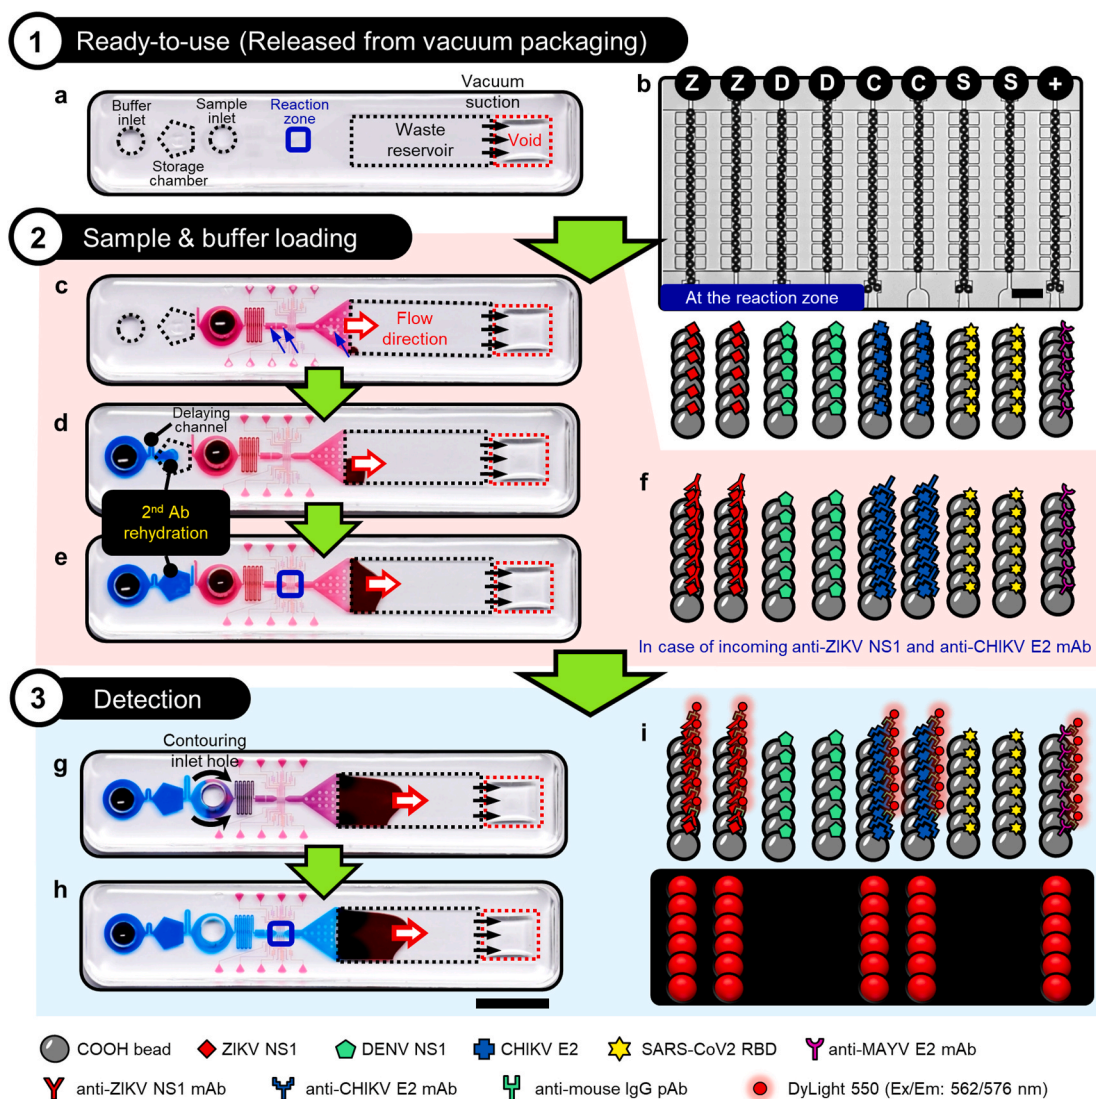 1 Ready-to-use (Released from vacuum packaging)
a
Buffer
inlet
Storage
chamber
Sample
inlet
Reaction
zone
Waste
reservoir
Vacuum
suction
Void
b
Z Z D D C C S S +
At the reaction zone
2 Sample & buffer loading
c
Flow
direction
d
Delaying
channel
2nd Ab
rehydration
e
f
In case of incoming anti-ZIKV NS1 and anti-CHIKV E2 mAb
3 Detection
g
Contouring
inlet hole
h
i
COOH bead ZIKV NS1 DENV NS1 CHIKV E2 SARS-CoV2 RBD anti-MAYV E2 mAb
anti-ZIKV NS1 mAb anti-CHIKV E2 mAb anti-mouse IgG pAb DyLight 550 (Ex/Em: 562/576 nm)